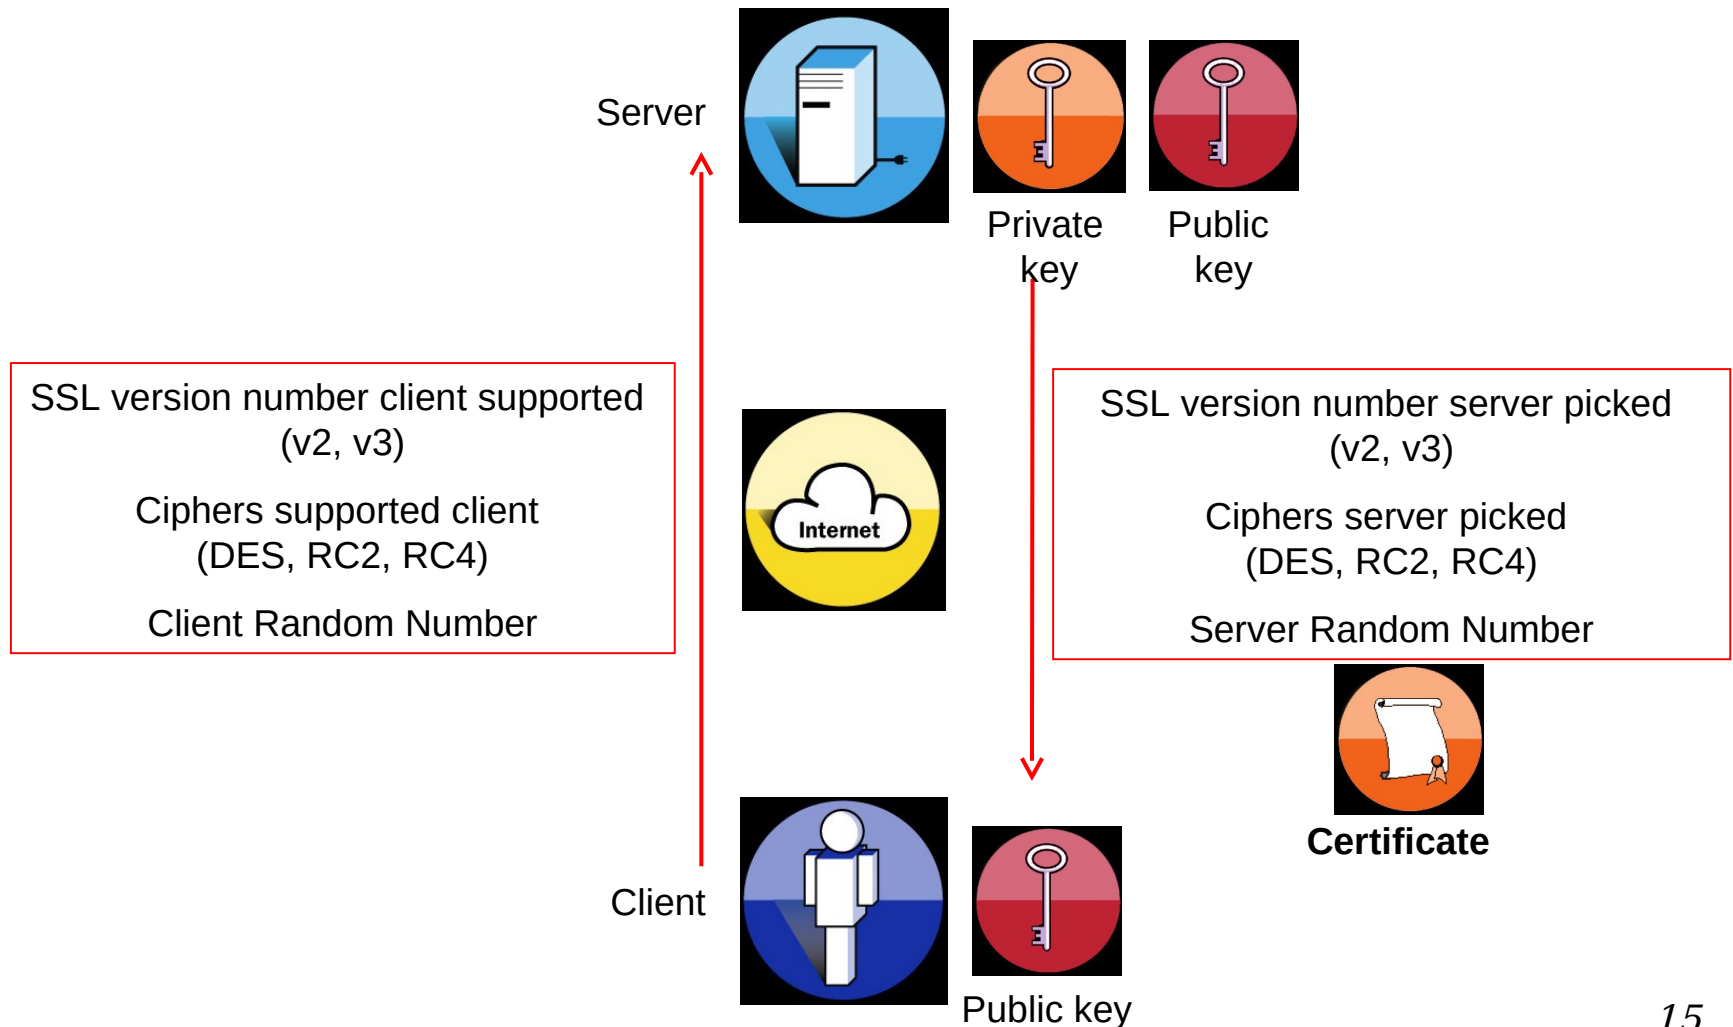 Server
Private
key
Public
key
SSL version number client supported
(v2, v3)
Ciphers supported client
(DES, RC2, RC4)
Client Random Number
Internet
SSL version number server picked
(v2, v3)
Ciphers server picked
(DES, RC2, RC4)
Server Random Number
Certificate
Client
Public key
15